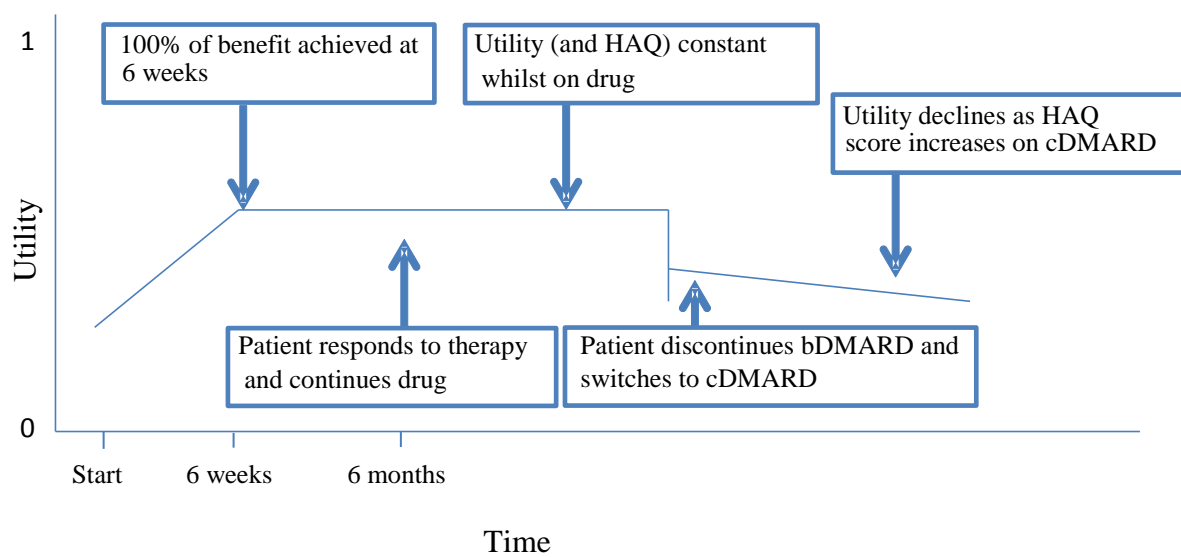 1
100% of benefit achieved at
6 weeks
Utility (and HAQ) constant
whilst on drug
Utility declines as HAQ
score increases on cDMARD
Utility
Patient responds to therapy
and continues drug
Patient discontinues bDMARD and
switches to cDMARD
0
Start
6 weeks
6 months
Time